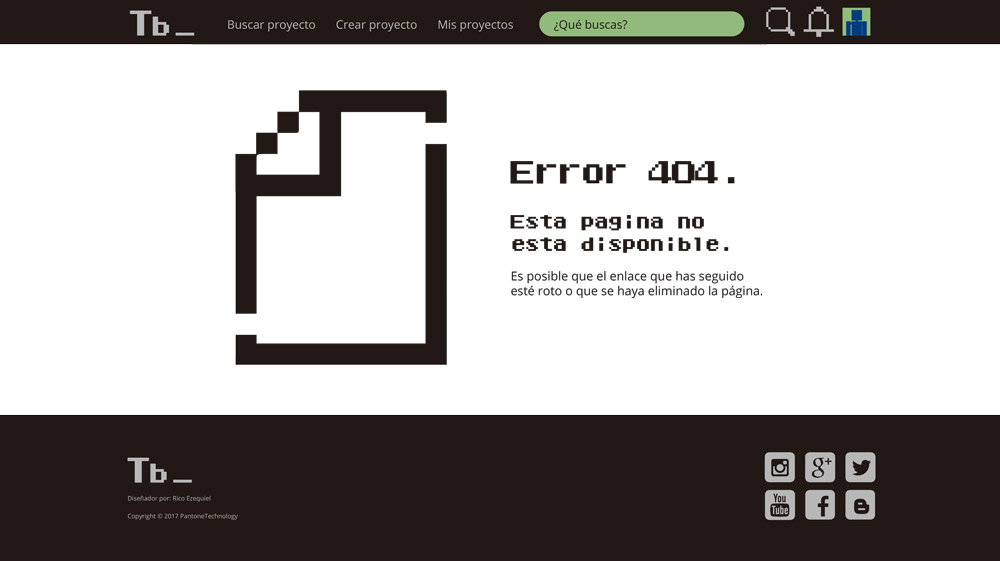 Tb_
Buscar proyecto
Crear proyecto
Mis proyectos
¿Qué buscas?
Error 404.
Esta pagina no
esta disponible.
Es posible que el enlace que has seguido
esté roto o que se haya eliminado la página.
Tb_
Diseñador por: Rico Ezequiel
Copyright © 2017 PantoneTechnology
g+
You
Tube
f
B